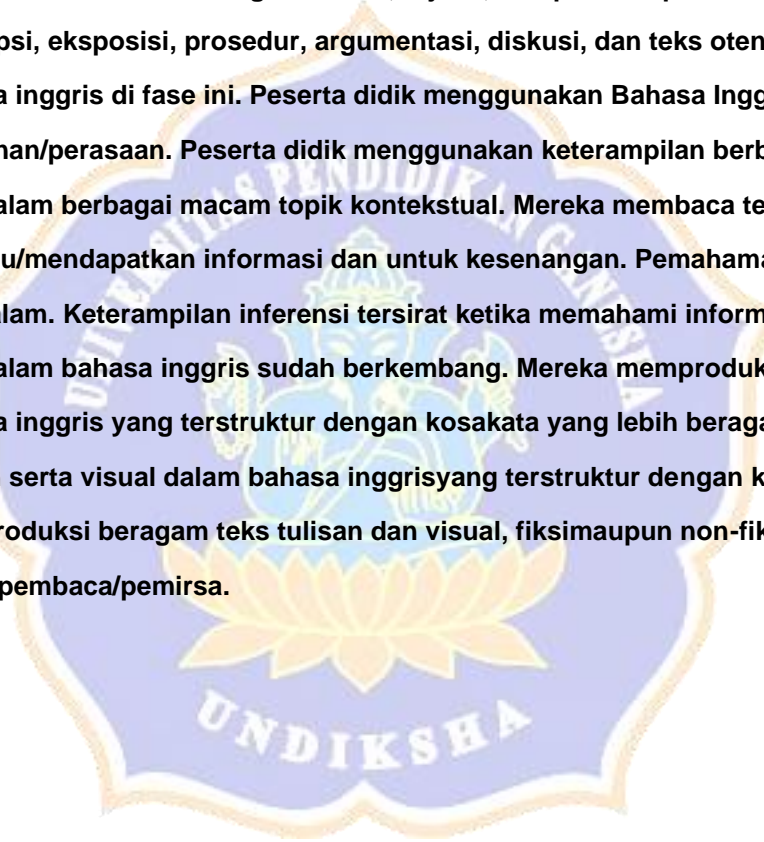 psi, eksposisi, prosedur, argumentasi, diskusi, dan teks oten
a inggris di fase ini. Peserta didik menggunakan Bahasa Ingg
nan/perasaan. Peserta didik menggunakan keterampilan berb
alam berbagai macam topik kontekstual. Mereka membaca te
u/mendapatkan informasi dan untuk kesenangan. Pemahama
alam. Keterampilan inferensi tersirat ketika memahami inform
alam bahasa inggris sudah berkembang. Mereka memproduk
a inggris yang terstruktur dengan kosakata yang lebih beraga
serta visual dalam bahasa inggrisyang terstruktur dengan k
roduksi beragam teks tulisan dan visual, fiksimaupun non-fik
pembaca/pemirsa.
UNIVERSITAS PENDIDIKAN GANESHA
UNDIKSHA